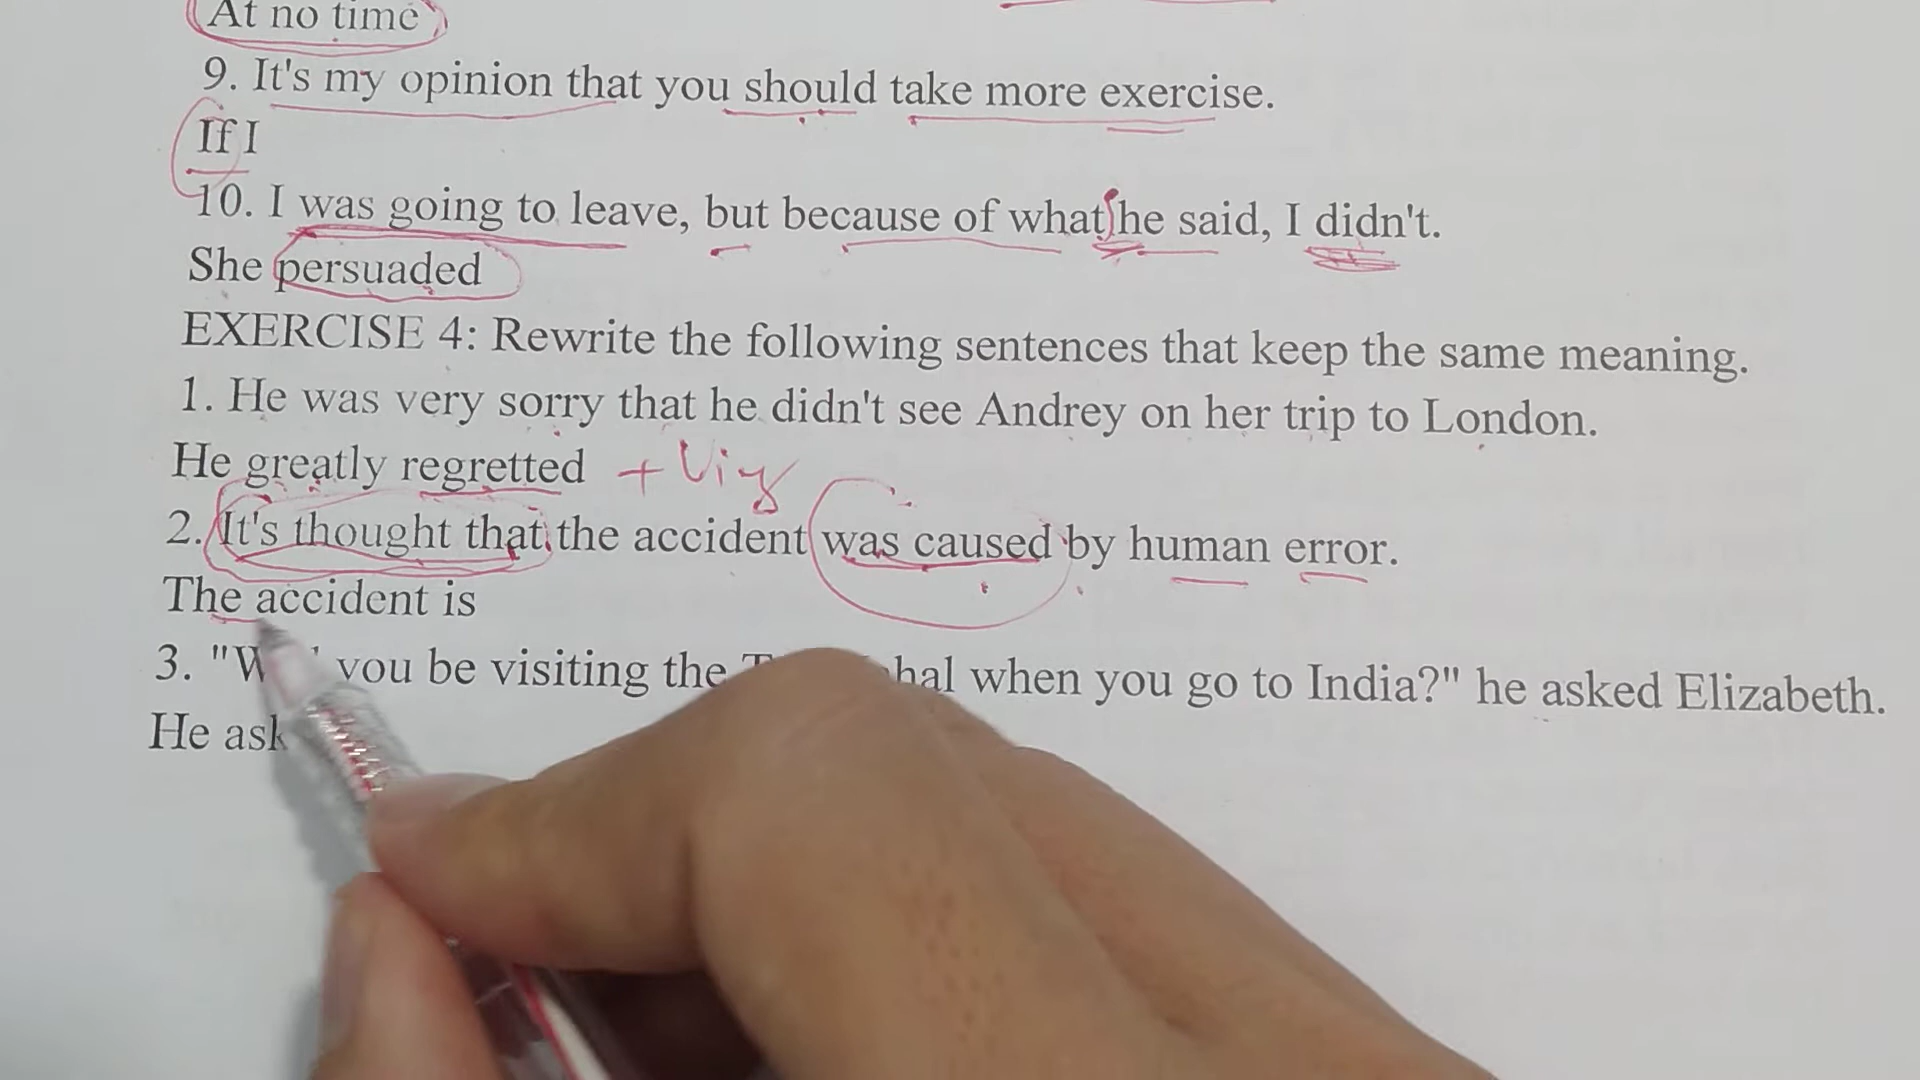 At no time
9. It's my opinion that you should take more exercise.
If I
10. I was going to leave, but because of what he said, I didn't.
She persuaded
EXERCISE 4: Rewrite the following sentences that keep the same meaning.
1. He was very sorry that he didn't see Andrey on her trip to London.
He greatly regretted + Ving
2. It's thought that the accident was caused by human error.
The accident is
3. " you be visiting the when you go to India?" he asked Elizabeth.
He